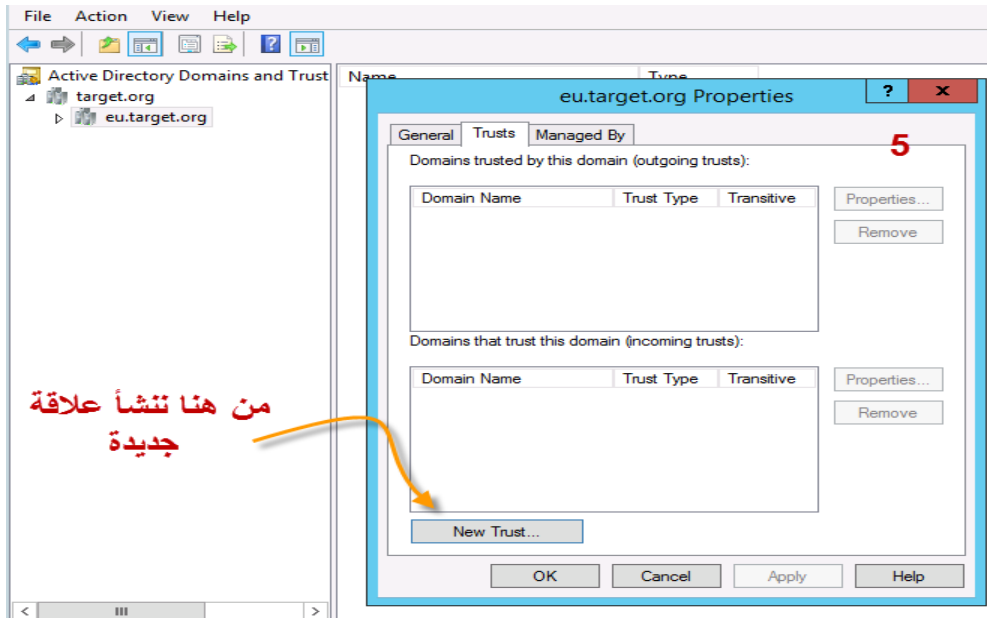 File Action View Help
Active Directory Domains and Trust
target.org
eu.target.org
Name Type
eu.target.org Properties
? x
General Trusts Managed By
5
Domains trusted by this domain (outgoing trusts):
Domain Name Trust Type Transitive
Properties...
Remove
Domains that trust this domain (incoming trusts):
Domain Name Trust Type Transitive
Properties...
Remove
من هنا ننشأ علاقة
جديدة
New Trust...
OK Cancel Apply Help